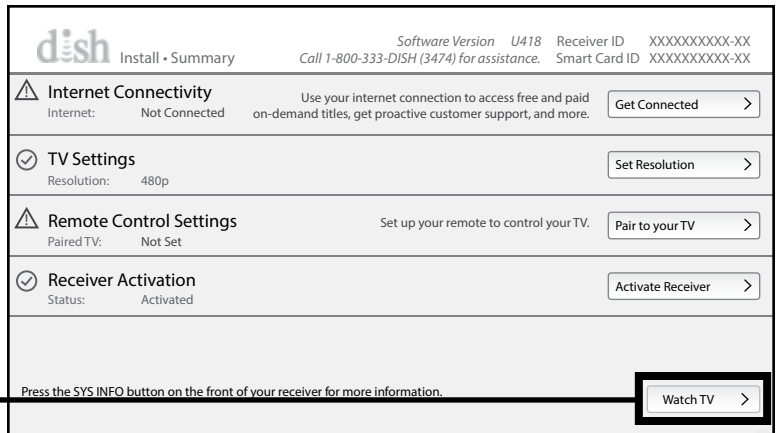 dish Install • Summary
Software Version U418 Receiver ID XXXXXXXXXX-XX
Call 1-800-333-DISH (3474) for assistance. Smart Card ID XXXXXXXXXX-XX
Internet Connectivity
Internet: Not Connected
Use your internet connection to access free and paid
on-demand titles, get proactive customer support, and more.
Get Connected
TV Settings
Resolution: 480p
Set Resolution
Remote Control Settings
Paired TV: Not Set
Set up your remote to control your TV.
Pair to your TV
Receiver Activation
Status: Activated
Activate Receiver
Press the SYS INFO button on the front of your receiver for more information.
Watch TV